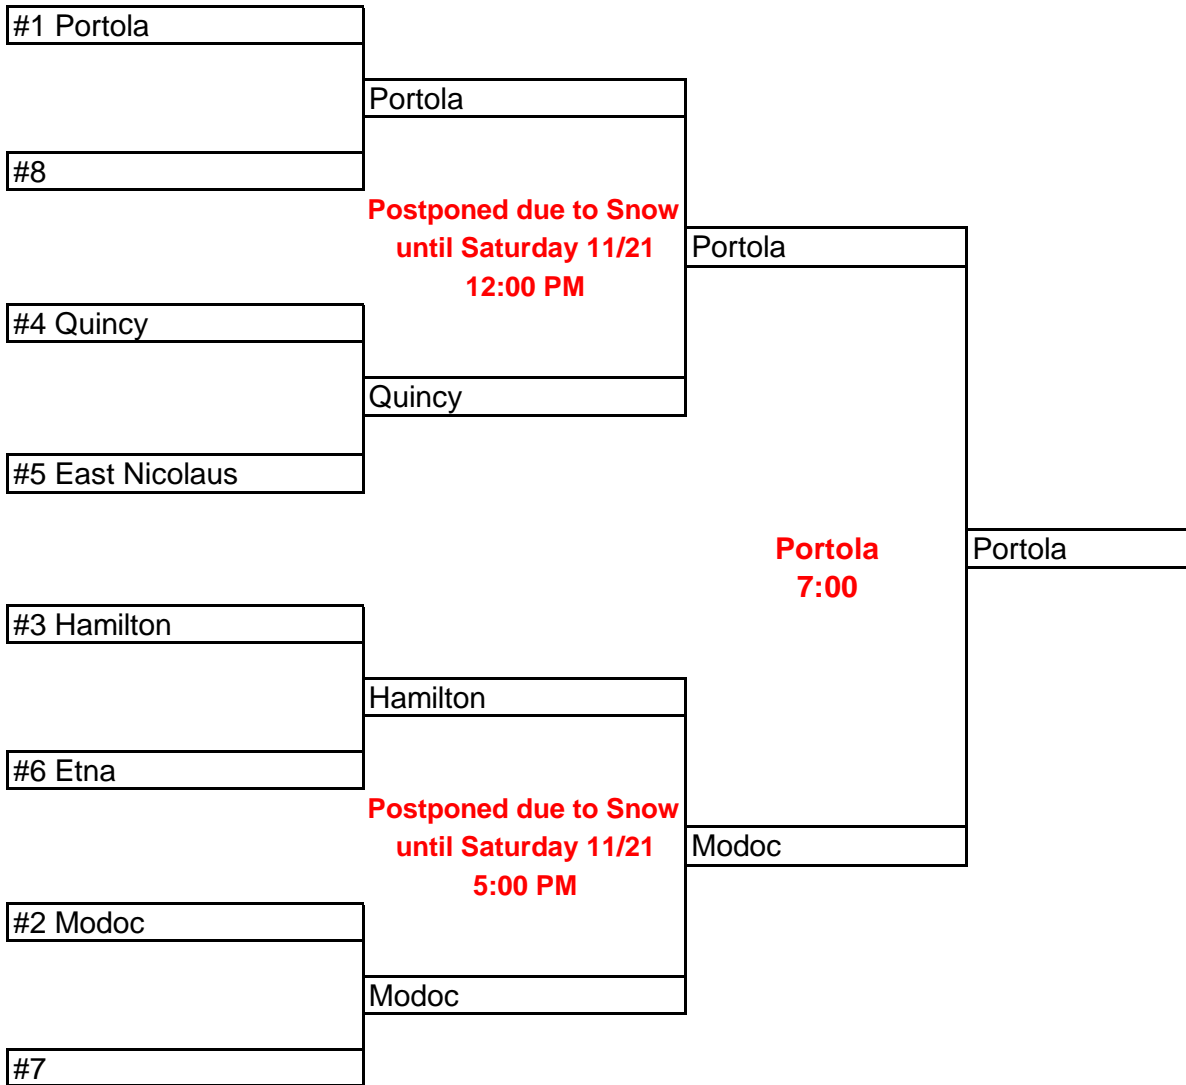 #1 Portola
Portola
#8
Postponed due to Snow
until Saturday 11/21
12:00 PM
Portola
#4 Quincy
Quincy
#5 East Nicolaus
Portola
7:00
Portola
#3 Hamilton
Hamilton
#6 Etna
Postponed due to Snow
until Saturday 11/21
5:00 PM
Modoc
#2 Modoc
Modoc
#7